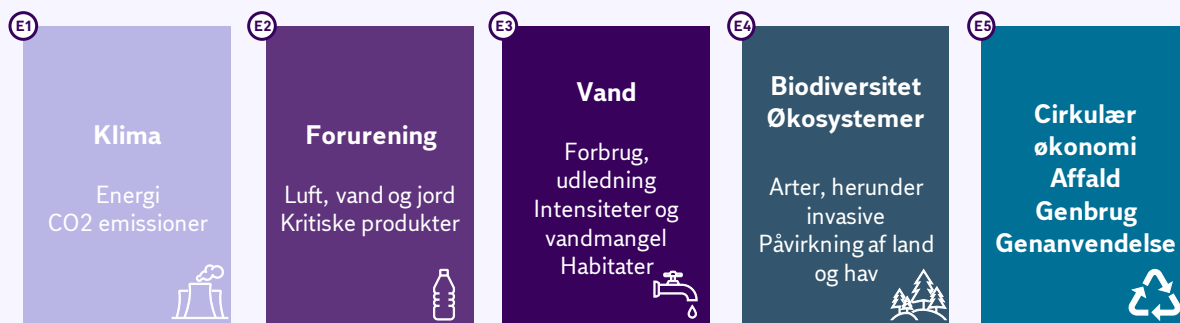 E1
Klima
Energi
CO2 emissioner
E2
Forurening
Luft, vand og jord
Kritiske produkter
E3
Vand
Forbrug,
udledning
Intensiteter og
vandmangel
Habitater
E4
Biodiversitet
Økosystemer
Arter, herunder
invasive
Påvirkning af land
og hav
E5
Cirkulær
økonomi
Affald
Genbrug
Genanvendelse